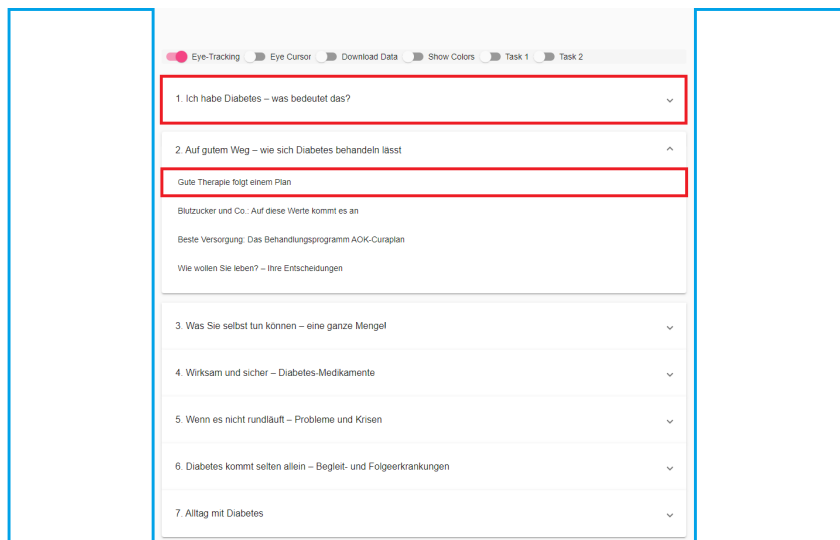 Eye-Tracking Eye Cursor Download Data Show Colors Task 1 Task 2
1. Ich habe Diabetes – was bedeutet das?
2. Auf gutem Weg – wie sich Diabetes behandeln lässt
Gute Therapie folgt einem Plan
Blutzucker und Co.: Auf diese Werte kommt es an
Beste Versorgung: Das Behandlungsprogramm AOK-Curaplan
Wie wollen Sie leben? – Ihre Entscheidungen
3. Was Sie selbst tun können – eine ganze Menge!
4. Wirksam und sicher – Diabetes-Medikamente
5. Wenn es nicht rundläuft – Probleme und Krisen
6. Diabetes kommt selten allein – Begleit- und Folgeerkrankungen
7. Alltag mit Diabetes